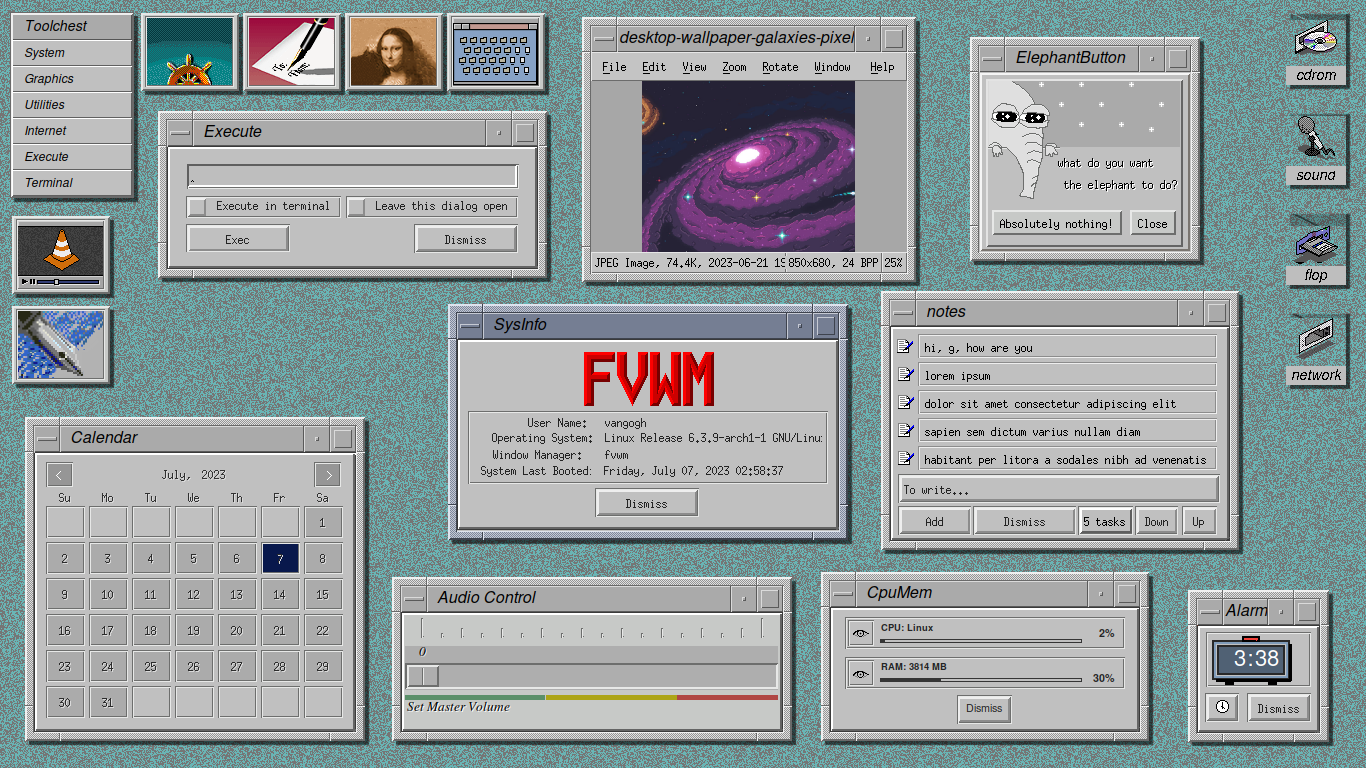 Toolchest
System
Graphics
Utilities
Internet
Execute
Terminal
Execute
Execute in terminal
Leave this dialog open
Exec
Dismiss
desktop-wallpaper-galaxies-pixel
File Edit View Zoom Rotate Window Help
JPEG Image, 74.4K, 2023-06-21 850x680, 24 BPP 25%
ElephantButton
what do you want
the elephant to do?
Absolutely nothing!
Close
cdrom
sound
flop
network
SysInfo
FVWM
User Name: vangogh
Operating System: Linux Release 6.3.9-arch1-1 GNU/Linu
Window Manager: fvwm
System Last Booted: Friday, July 07, 2023 02:58:37
Dismiss
notes
hi, g, how are you
lorem ipsum
dolor sit amet consectetur adipiscing elit
sapien sem dictum varius nullam diam
habitant per litora a sodales nibh ad venenatis
To write...
Add Dismiss 5 tasks Down Up
Calendar
July, 2023
Su Mo Tu We Th Fr Sa
1
2 3 4 5 6 7 8
9 10 11 12 13 14 15
16 17 18 19 20 21 22
23 24 25 26 27 28 29
30 31
Audio Control
0
Set Master Volume
CpuMem
CPU: Linux
2%
RAM: 3814 MB
30%
Dismiss
Alarm
3:38
Dismiss